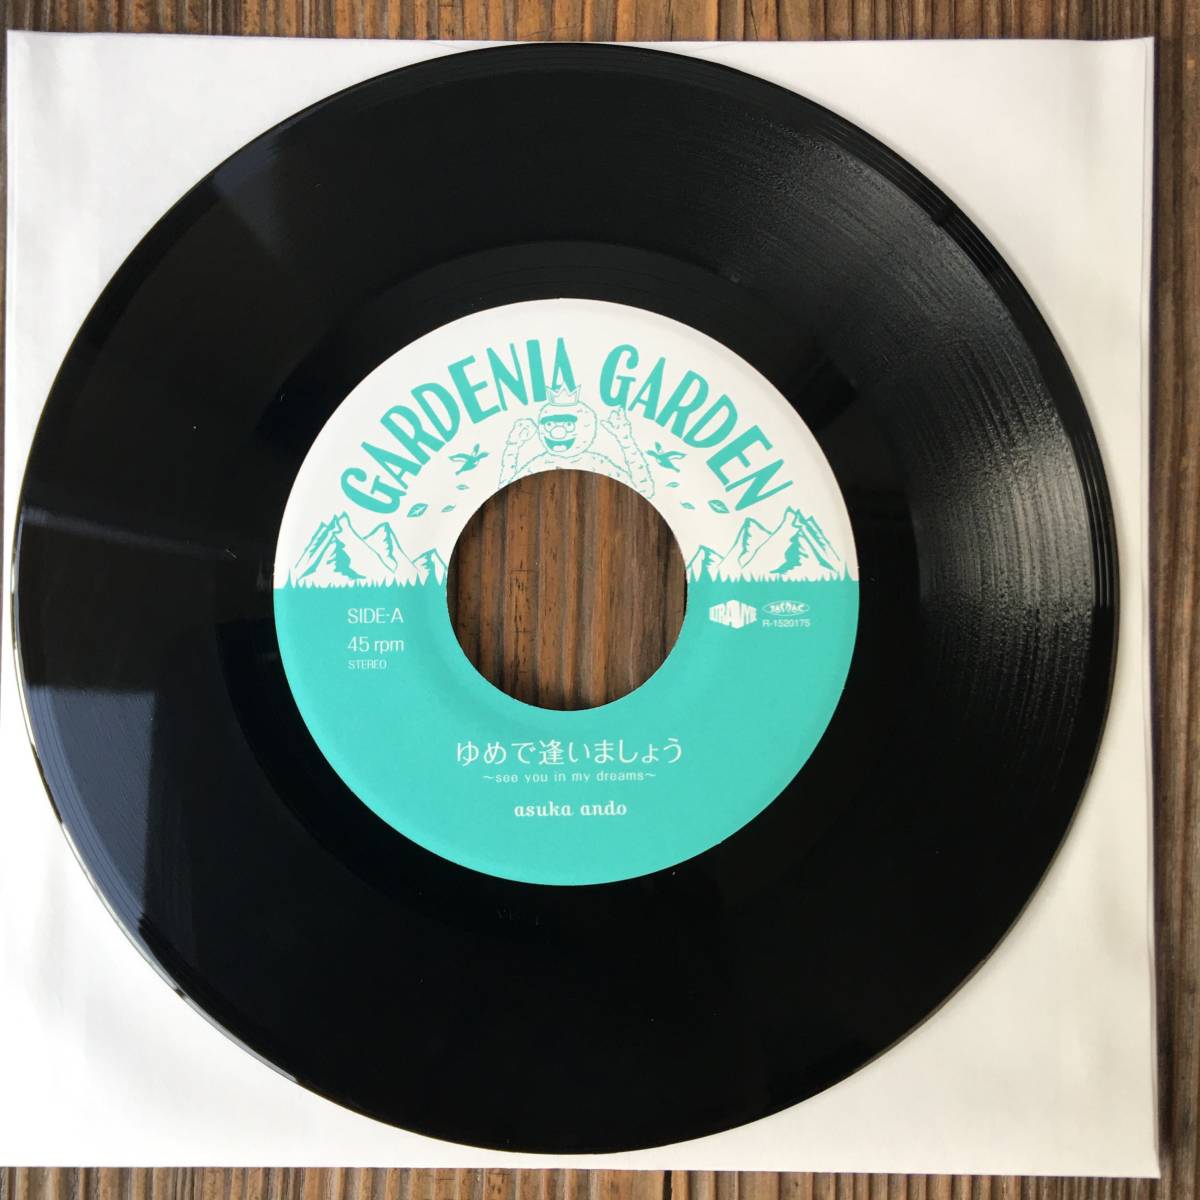 GARDENIA GARDEN
SIDE-A
45 rpm
STEREO
R-1520175
ゆめで逢いましょう
〜see you in my dreams〜
asuka ando